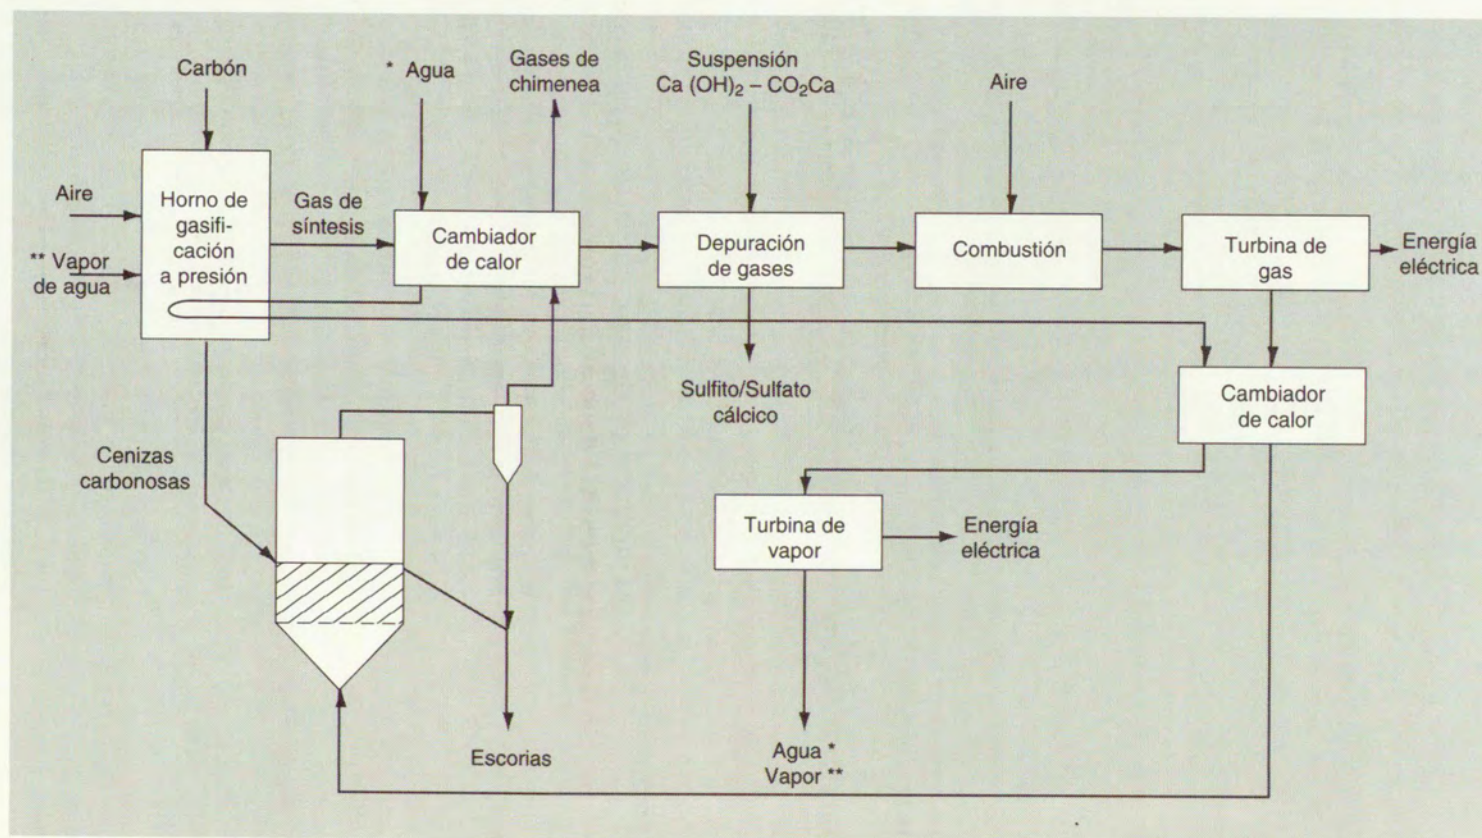 Carbón
* Agua
Gases de
chimenea
Suspensión
Ca (OH)₂ – CO₂Ca
Aire
Aire
** Vapor
de agua
Horno de
gasifi-
cación
a presión
Gas de
síntesis
Cambiador
de calor
Depuración
de gases
Combustión
Turbina de
gas
Energía
eléctrica
Sulfito/Sulfato
cálcico
Cambiador
de calor
Cenizas
carbonosas
Turbina de
vapor
Energía
eléctrica
Escorias
Agua *
Vapor **